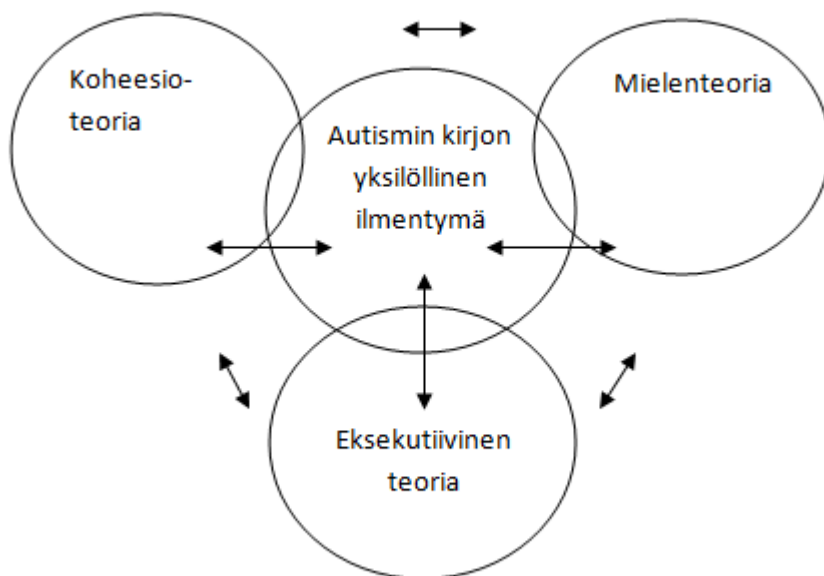 Koheesio-
teoria
Mielenteoria
Autismin kirjon
yksilöllinen
ilmentymä
Eksekutiivinen
teoria